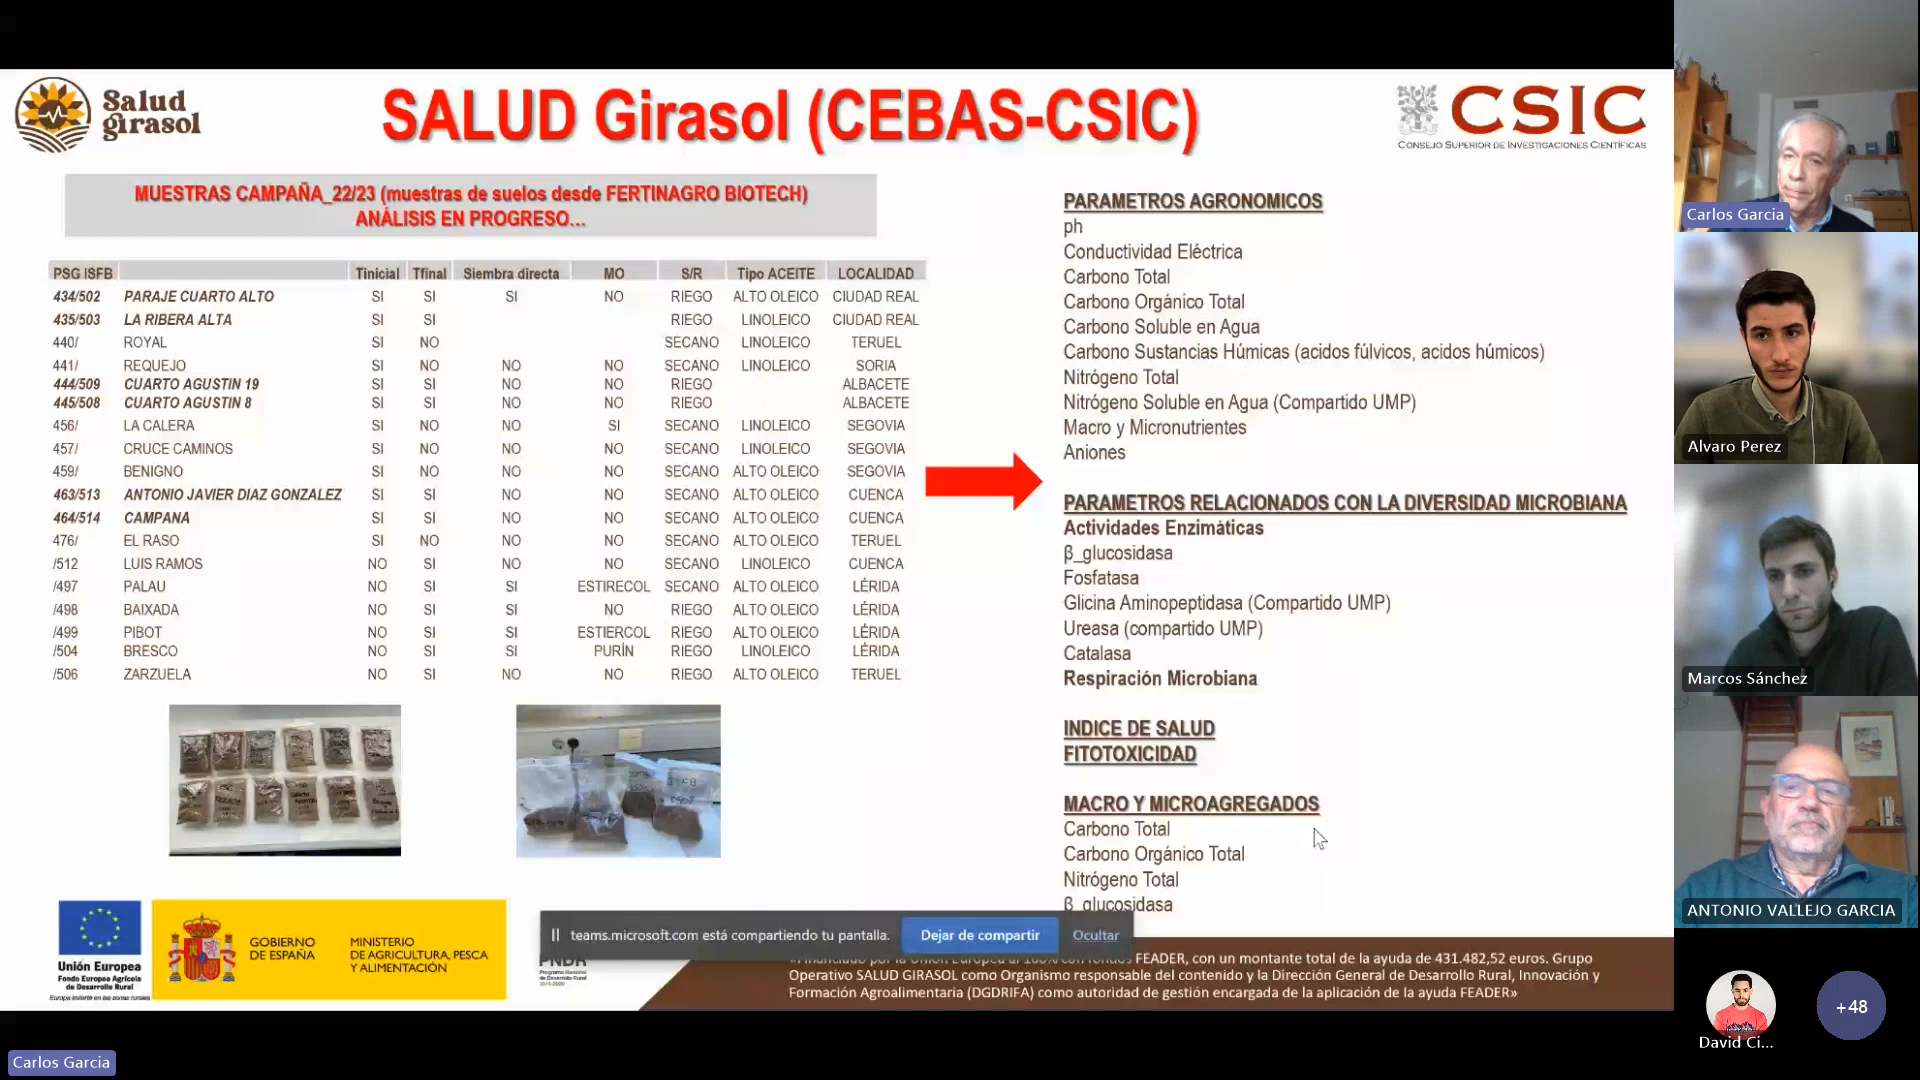 Salud
girasol
SALUD Girasol (CEBAS-CSIC)
CSIC
CONSEJO SUPERIOR DE INVESTIGACIONES CIENTÍFICAS
MUESTRAS CAMPAÑA_22/23 (muestras de suelos desde FERTINAGRO BIOTECH)
ANÁLISIS EN PROGRESO...
PSG ISFB Tinicial Tfinal Siembra directa MO S/R Tipo ACEITE LOCALIDAD
434/502 PARAJE CUARTO ALTO SI SI SI NO RIEGO ALTO OLEICO CIUDAD REAL
435/503 LA RIBERA ALTA SI SI RIEGO LINOLEICO CIUDAD REAL
440/ ROYAL SI NO SECANO LINOLEICO TERUEL
441/ REQUEJO SI NO NO NO SECANO LINOLEICO SORIA
444/509 CUARTO AGUSTIN 19 SI SI NO NO RIEGO ALBACETE
445/508 CUARTO AGUSTIN 8 SI SI NO NO RIEGO ALBACETE
456/ LA CALERA SI NO NO SI SECANO LINOLEICO SEGOVIA
457/ CRUCE CAMINOS SI NO NO NO SECANO LINOLEICO SEGOVIA
459/ BENIGNO SI NO NO NO SECANO ALTO OLEICO SEGOVIA
463/513 ANTONIO JAVIER DIAZ GONZALEZ SI SI NO NO SECANO ALTO OLEICO CUENCA
464/514 CAMPANA SI SI NO NO SECANO ALTO OLEICO CUENCA
476/ EL RASO SI NO NO NO SECANO ALTO OLEICO TERUEL
/512 LUIS RAMOS NO SI NO NO SECANO LINOLEICO CUENCA
/497 PALAU NO SI SI ESTIRECOL SECANO ALTO OLEICO LÉRIDA
/498 BAIXADA NO SI SI NO RIEGO ALTO OLEICO LÉRIDA
/499 PIBOT NO SI SI ESTIERCOL RIEGO ALTO OLEICO LÉRIDA
/504 BRESCO NO SI SI PURÍN RIEGO LINOLEICO LÉRIDA
/506 ZARZUELA NO SI NO NO RIEGO ALTO OLEICO TERUEL
PARAMETROS AGRONOMICOS
ph
Conductividad Eléctrica
Carbono Total
Carbono Orgánico Total
Carbono Soluble en Agua
Carbono Sustancias Húmicas (acidos fúlvicos, acidos húmicos)
Nitrógeno Total
Nitrógeno Soluble en Agua (Compartido UMP)
Macro y Micronutrientes
Aniones
PARAMETROS RELACIONADOS CON LA DIVERSIDAD MICROBIANA
Actividades Enzimáticas
β_glucosidasa
Fosfatasa
Glicina Aminopeptidasa (Compartido UMP)
Ureasa (compartido UMP)
Catalasa
Respiración Microbiana
INDICE DE SALUD
FITOTOXICIDAD
MACRO Y MICROAGREGADOS
Carbono Total
Carbono Orgánico Total
Nitrógeno Total
β_glucosidasa
Unión Europea
Fondo Europeo Agrícola
de Desarrollo Rural
Europa invierte en las zonas rurales
GOBIERNO
DE ESPAÑA
MINISTERIO
DE AGRICULTURA, PESCA
Y ALIMENTACIÓN
teams.microsoft.com está compartiendo tu pantalla.
Dejar de compartir
Ocultar
PNDR
FEADER, con un montante total de la ayuda de 431.482,52 euros. Grupo
Operativo SALUD GIRASOL como Organismo responsable del contenido y la Dirección General de Desarrollo Rural, Innovación y
Formación Agroalimentaria (DGDRIFA) como autoridad de gestión encargada de la aplicación de la ayuda FEADER»
Carlos Garcia
Alvaro Perez
Marcos Sánchez
ANTONIO VALLEJO GARCIA
David Ci...
+48
Carlos Garcia